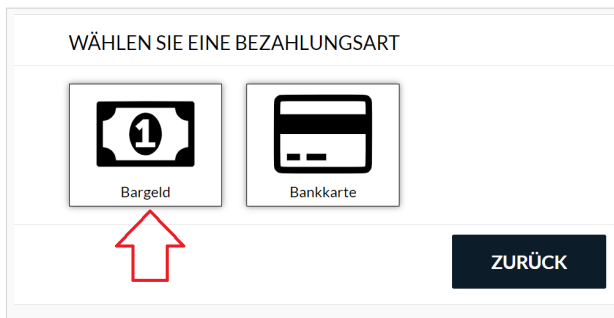 WÄHLEN SIE EINE BEZAHLUNGSART
1
Bargeld
Bankkarte
ZURÜCK